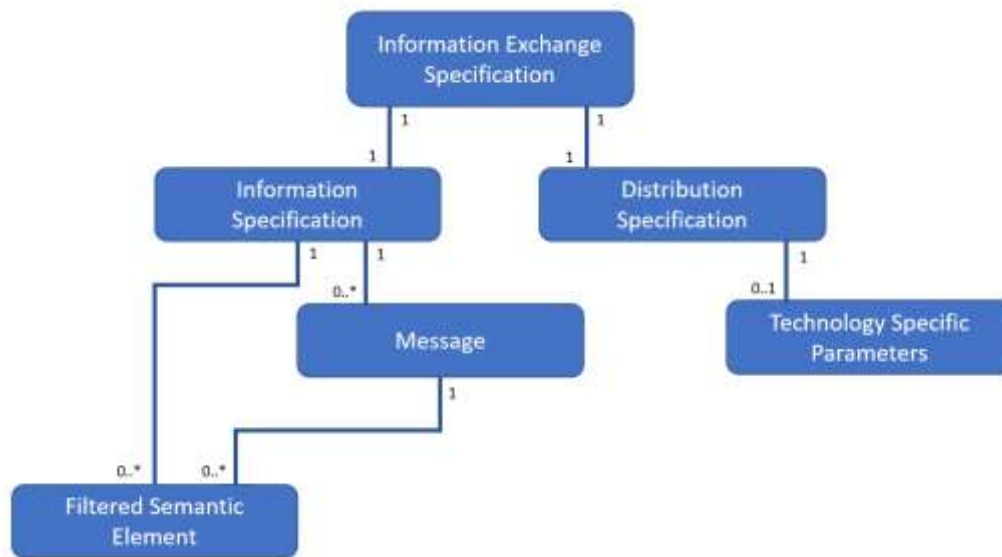 Information Exchange
Specification
1
1
1
1
Information
Specification
Distribution
Specification
1
1
1
0..*
0..1
Message
Technology Specific
Parameters
1
0..*
0..*
Filtered Semantic
Element